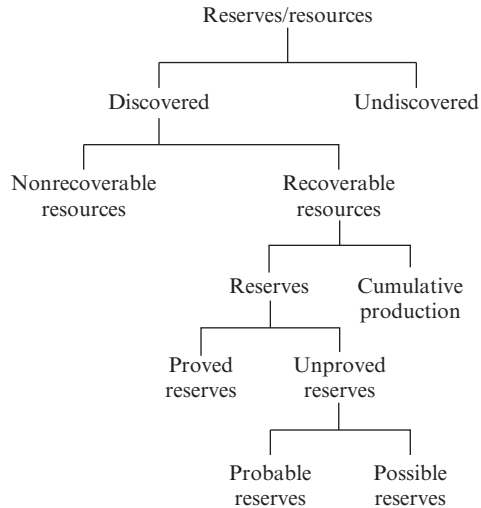 Reserves/resources
Discovered
Undiscovered
Nonrecoverable
resources
Recoverable
resources
Reserves
Cumulative
production
Proved
reserves
Unproved
reserves
Probable
reserves
Possible
reserves